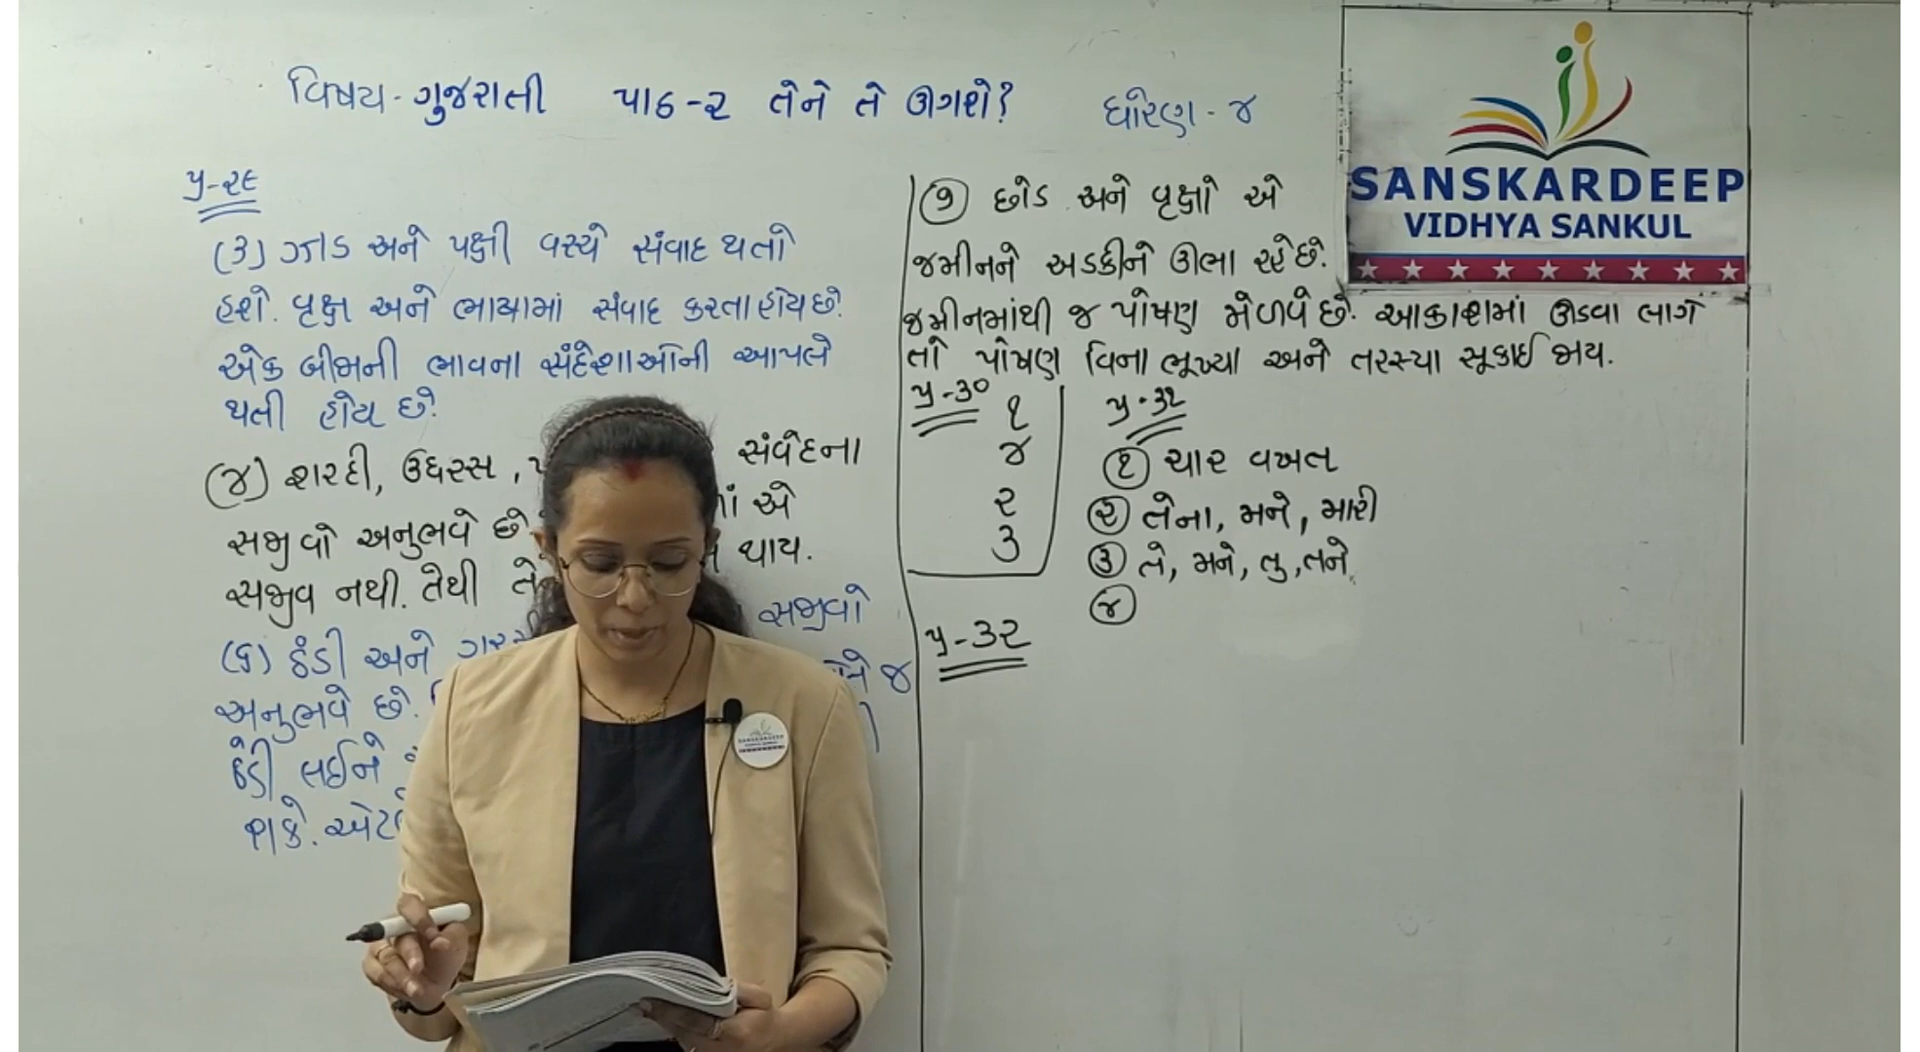 વિષય - ગુજરાતી પાઠ - ૨ તેને તે ઊગશે? ધોરણ - ૪
પૃ - ૨૯
(૩) ઝાડ અને પક્ષી વચ્ચે સંવાદ થતો
હશે. વૃક્ષ અને ભાષામાં સંવાદ કરતા હોય છે.
એક બીજાની ભાવના સંદેશાઓની આપલે
થતી હોય છે.
(૪) શરદી, ઉધરસ, સંવેદના
સજીવો અનુભવે છે એ
સજીવ નથી. તેથી થાય.
(૬) ઠંડી અને સજીવો
અનુભવે છે. જ
ઠંડી લઈને
શકે.
૭ છોડ અને વૃક્ષો એ
જમીનને અડકીને ઊભા રહે છે.
જમીનમાંથી જ પોષણ મેળવે છે. આકાશમાં ઊડવા લાગે
તો પોષણ વિના ભૂખ્યા અને તરસ્યા સૂકાઈ જાય.
પૃ - ૩૦
૧
૪
૨
૩
પૃ - ૩૧
૧ ચાર વખત
૨ તેના, મને, મારી
૩ તે, મને, તુ, તને
૪
પૃ - ૩૨
SANSKARDEEP
VIDHYA SANKUL
SANSKARDEEP